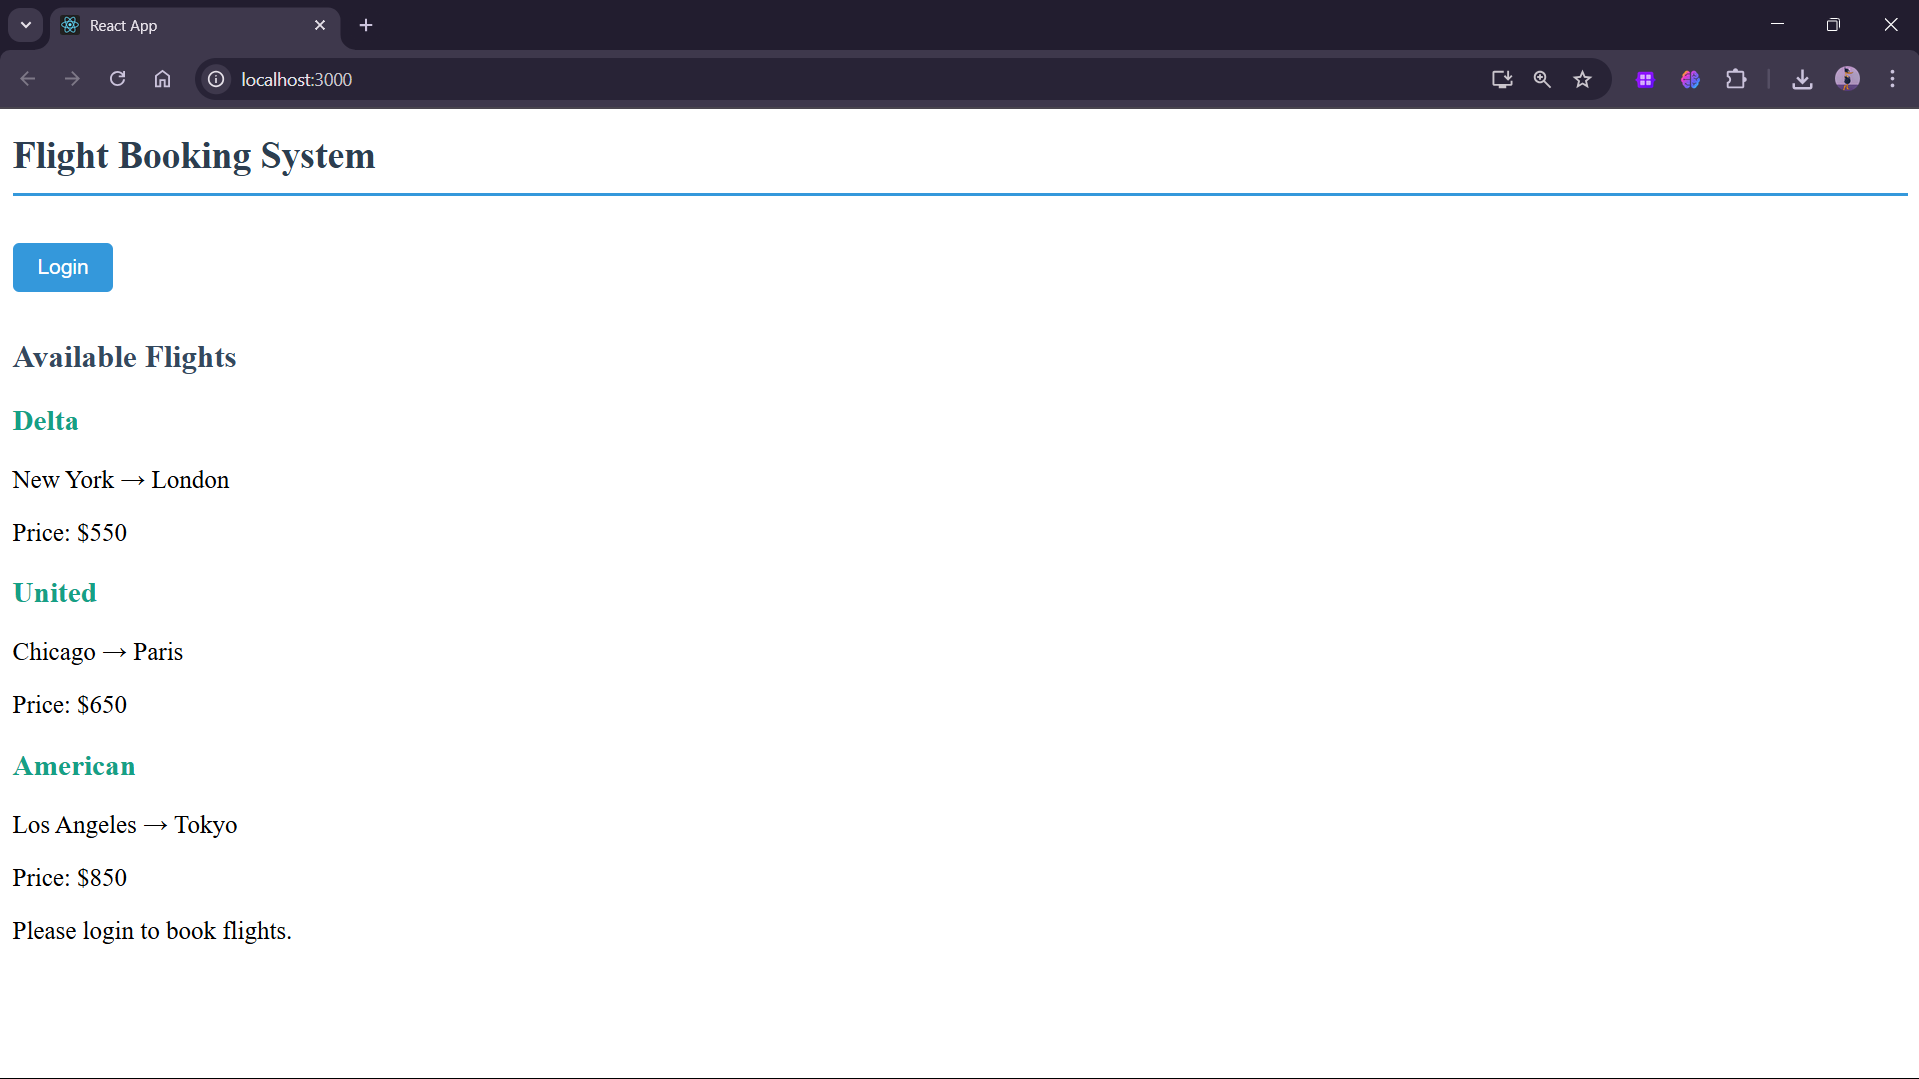 React App
localhost:3000
Flight Booking System
Login
Available Flights
Delta
New York → London
Price: $550
United
Chicago → Paris
Price: $650
American
Los Angeles → Tokyo
Price: $850
Please login to book flights.